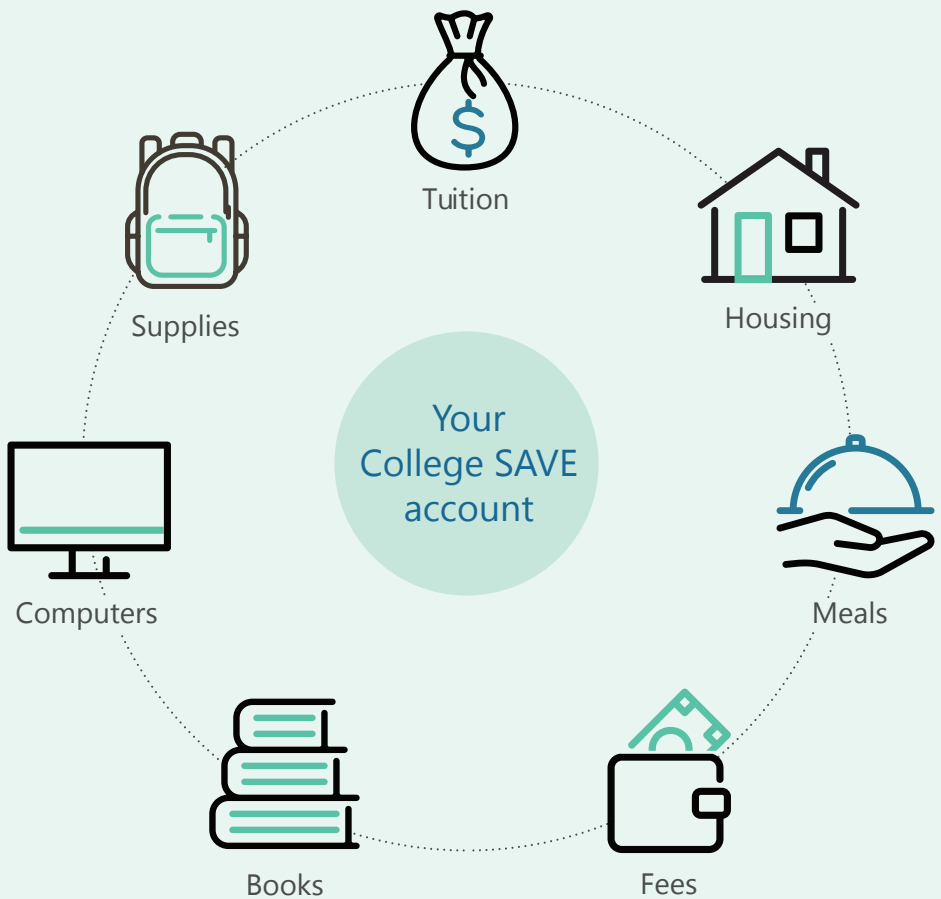 $
Tuition
Supplies
Housing
Your
College SAVE
account
Computers
Meals
Books
Fees